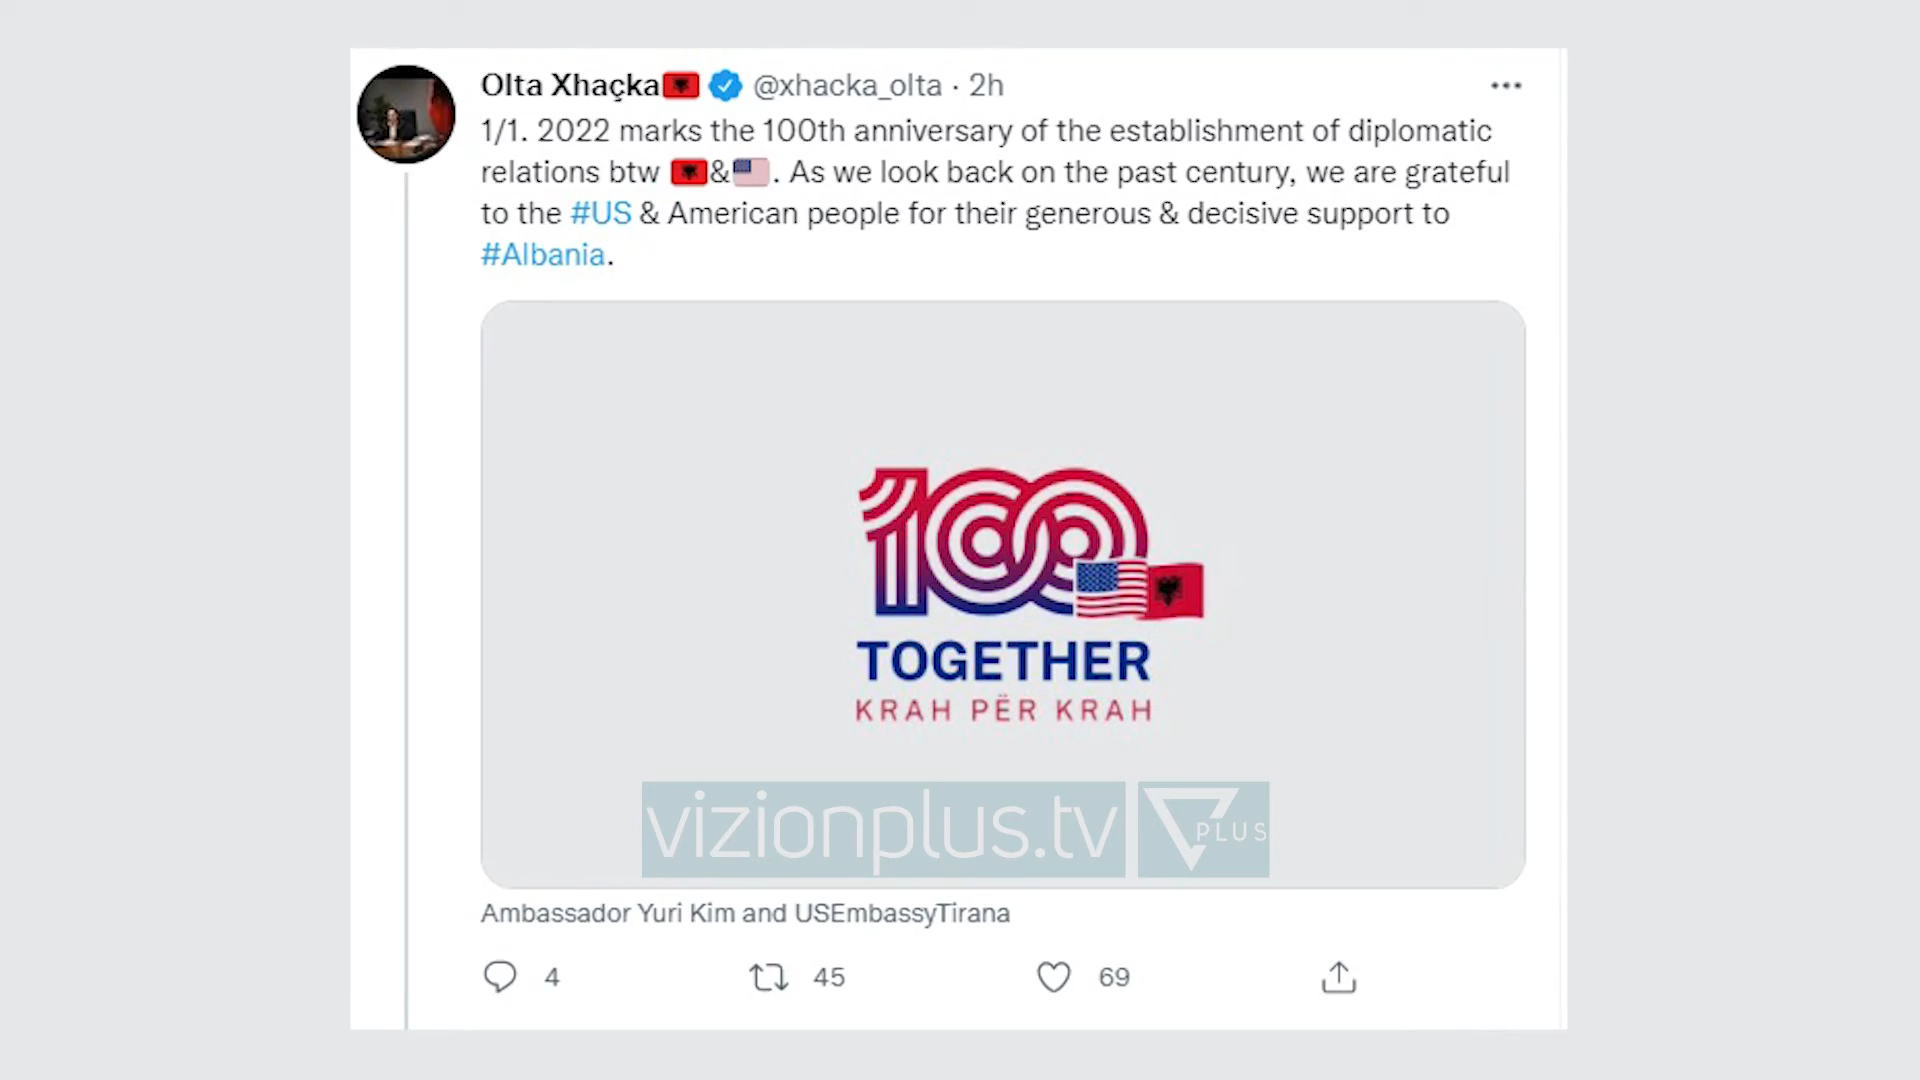 Olta Xhaçka @xhacka_olta · 2h
1/1. 2022 marks the 100th anniversary of the establishment of diplomatic
relations btw &. As we look back on the past century, we are grateful
to the #US & American people for their generous & decisive support to
#Albania.
100
TOGETHER
KRAH PËR KRAH
vizionplus.tv PLUS
Ambassador Yuri Kim and USEmbassyTirana
4 45 69